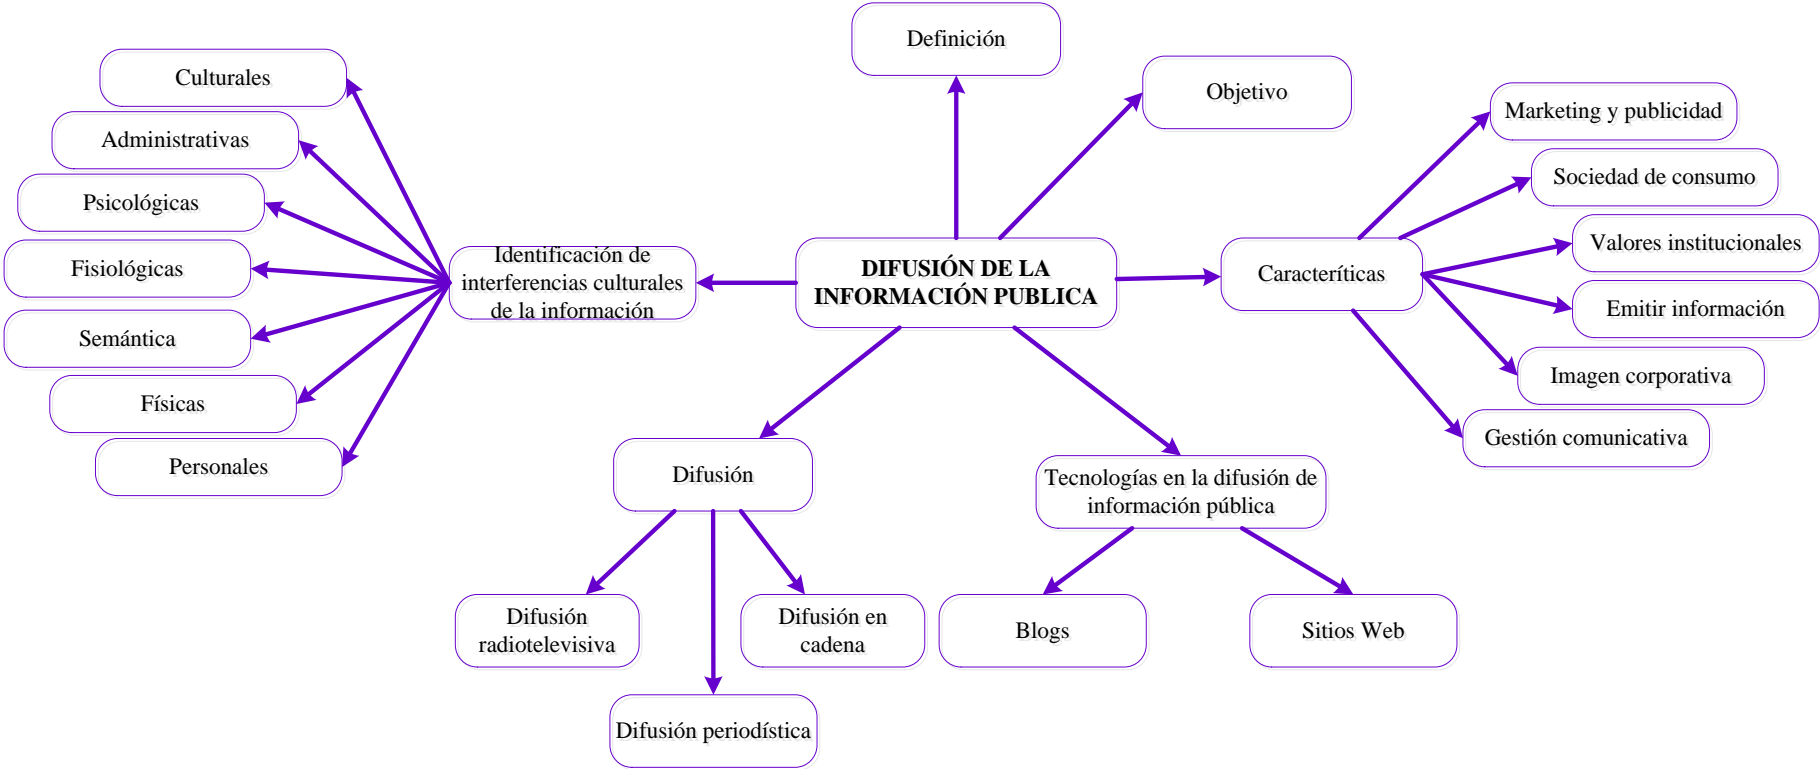 Definición
Objetivo
Culturales
Administrativas
Psicológicas
Fisiológicas
Semántica
Físicas
Personales
Identificación de
interferencias culturales
de la información
DIFUSIÓN DE LA
INFORMACIÓN PUBLICA
Caracteríticas
Marketing y publicidad
Sociedad de consumo
Valores institucionales
Emitir información
Imagen corporativa
Gestión comunicativa
Difusión
Tecnologías en la difusión de
información pública
Difusión
radiotelevisiva
Difusión en
cadena
Blogs
Sitios Web
Difusión periodística